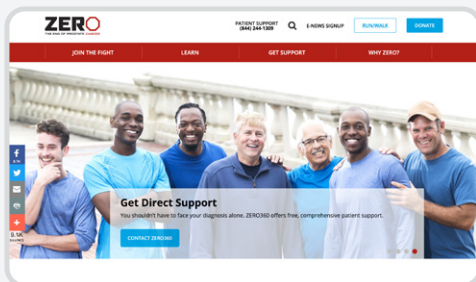 ZERO
THE END OF PROSTATE CANCER
PATIENT SUPPORT
(844) 244-1309
E-NEWS SIGNUP
RUN/WALK
DONATE
JOIN THE FIGHT
LEARN
GET SUPPORT
WHY ZERO?
Get Direct Support
You shouldn't have to face your diagnosis alone. ZERO360 offers free, comprehensive patient support.
CONTACT ZERO360
9.1K